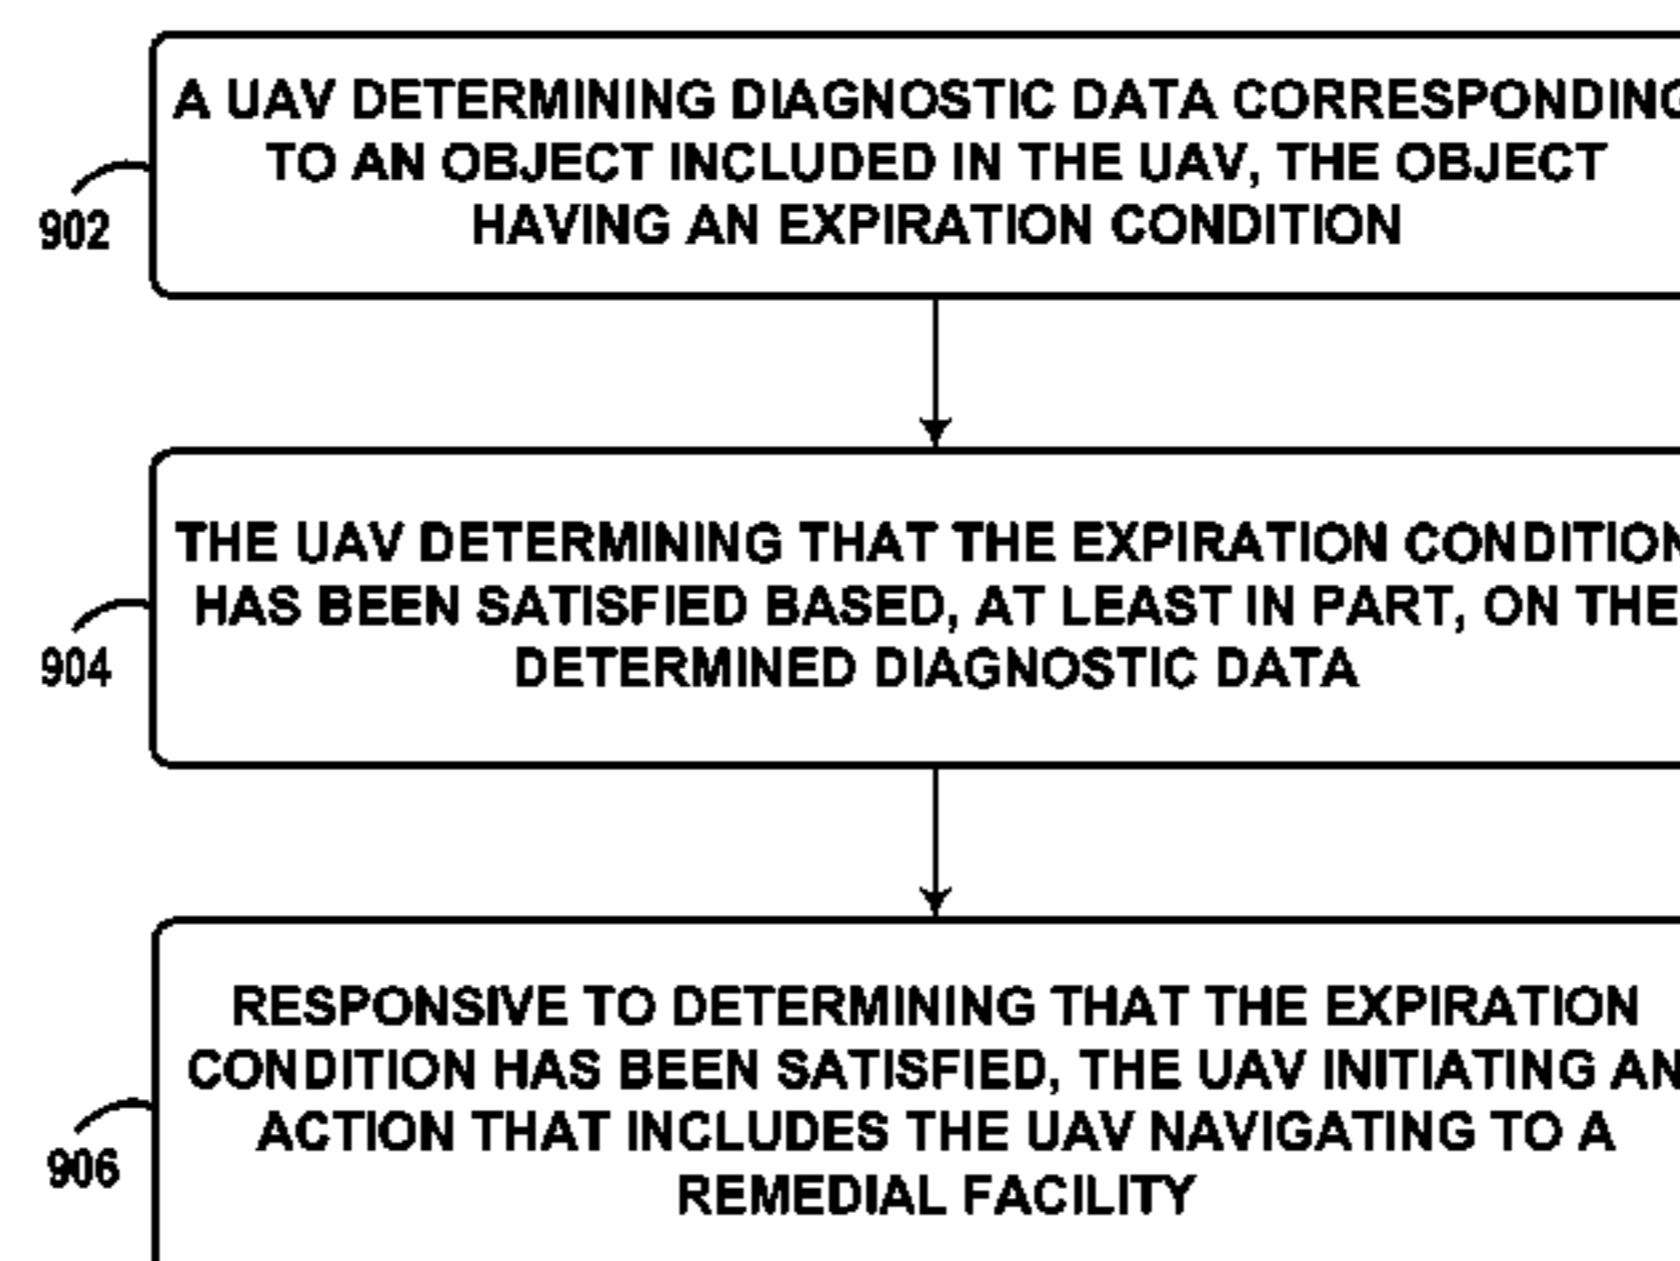 A UAV DETERMINING DIAGNOSTIC DATA CORRESPONDING
TO AN OBJECT INCLUDED IN THE UAV, THE OBJECT
HAVING AN EXPIRATION CONDITION
902
THE UAV DETERMINING THAT THE EXPIRATION CONDITION
HAS BEEN SATISFIED BASED, AT LEAST IN PART, ON THE
DETERMINED DIAGNOSTIC DATA
904
RESPONSIVE TO DETERMINING THAT THE EXPIRATION
CONDITION HAS BEEN SATISFIED, THE UAV INITIATING AN
ACTION THAT INCLUDES THE UAV NAVIGATING TO A
REMEDIAL FACILITY
906